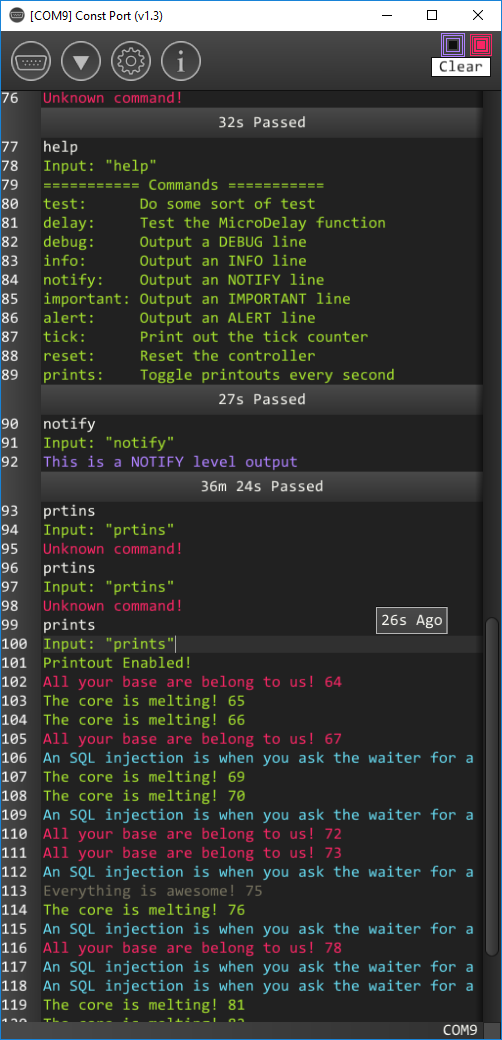 [COM9] Const Port (v1.3)
Clear
76 Unknown command!
32s Passed
77 help
78 Input: "help"
79 =========== Commands ===========
80 test: Do some sort of test
81 delay: Test the MicroDelay function
82 debug: Output a DEBUG line
83 info: Output an INFO line
84 notify: Output an NOTIFY line
85 important: Output an IMPORTANT line
86 alert: Output an ALERT line
87 tick: Print out the tick counter
88 reset: Reset the controller
89 prints: Toggle printouts every second
27s Passed
90 notify
91 Input: "notify"
92 This is a NOTIFY level output
36m 24s Passed
93 prtins
94 Input: "prtins"
95 Unknown command!
96 prtins
97 Input: "prtins"
98 Unknown command!
26s Ago
99 prints
100 Input: "prints"
101 Printout Enabled!
102 All your base are belong to us! 64
103 The core is melting! 65
104 The core is melting! 66
105 All your base are belong to us! 67
106 An SQL injection is when you ask the waiter for a
107 The core is melting! 69
108 The core is melting! 70
109 An SQL injection is when you ask the waiter for a
110 All your base are belong to us! 72
111 All your base are belong to us! 73
112 An SQL injection is when you ask the waiter for a
113 Everything is awesome! 75
114 The core is melting! 76
115 An SQL injection is when you ask the waiter for a
116 All your base are belong to us! 78
117 An SQL injection is when you ask the waiter for a
118 An SQL injection is when you ask the waiter for a
119 The core is melting! 81
120 The core is melting! 82
COM9